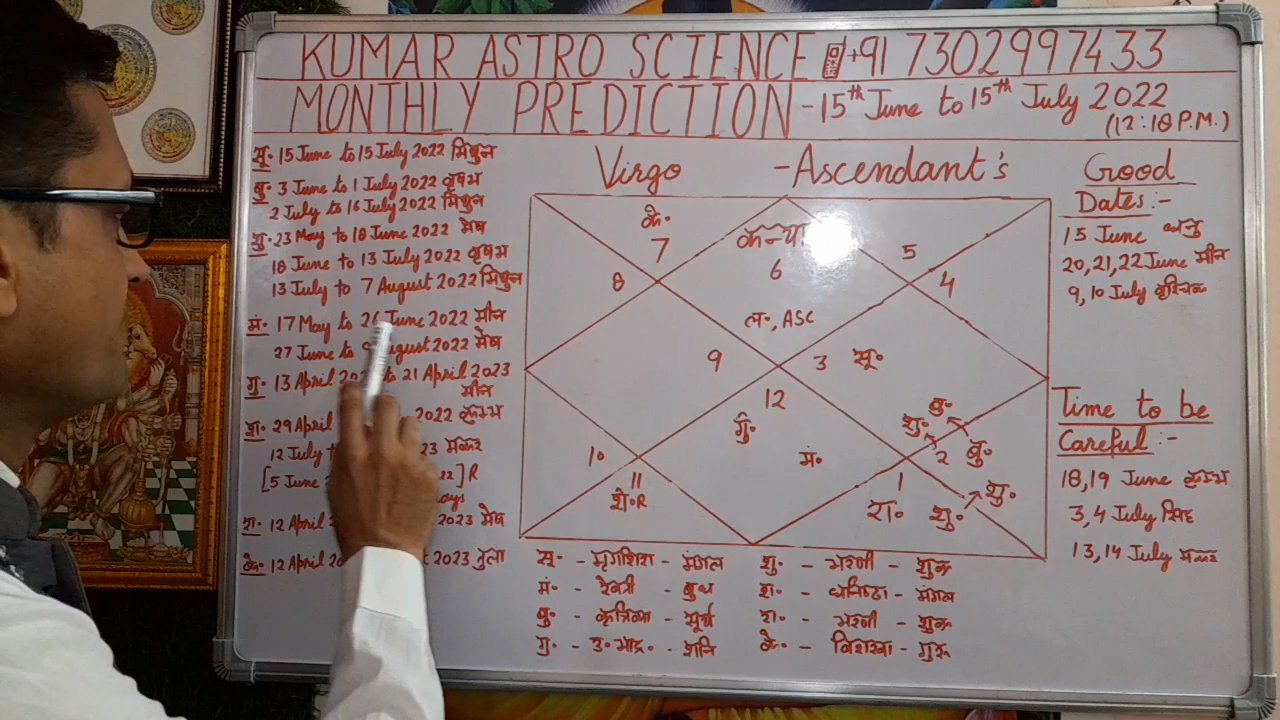 KUMAR ASTRO SCIENCE +91 7302997433
MONTHLY PREDICTION - 15th June to 15th July 2022
(12:18 P.M.)
सू॰ 15 June to 15 July 2022 मिथुन
बु॰ 3 June to 1 July 2022 वृषभ
2 July to 16 July 2022 मिथुन
शु॰ 23 May to 18 June 2022 मेष
18 June to 13 July 2022 वृषभ
13 July to 7 August 2022 मिथुन
मं॰ 17 May to 26 June 2022 मीन
27 June to August 2022 मेष
गु॰ 13 April to 21 April 2023
मीन
श॰ 29 April 2022 कुम्भ
12 July मकर
[5 June ] R
रा॰ 12 April 2023 मेष
के॰ 12 April 2023 तुला
Virgo - Ascendant's
के॰
7
8
कन्या
6
ल॰, ASC
5
4
9
3 सू॰
12
गु॰
मं॰
10
11
श॰R
बु॰
शु॰
2 बु॰
1
रा॰ शु॰ शु॰
सू॰ - मृगशिरा - मंगल शु॰ - भरणी - शुक्र
मं॰ - रेवती - बुध श॰ - धनिष्ठा - मंगल
बु॰ - कृत्तिका - सूर्य रा॰ - भरणी - शुक्र
गु॰ - उ॰ भाद्र॰ - शनि के॰ - विशाखा - गुरु
Good
Dates:-
15 June धनु
20,21,22 June मीन
9,10 July वृश्चिक
Time to be
Careful:-
18,19 June कुम्भ
3,4 July सिंह
13,14 July मकर